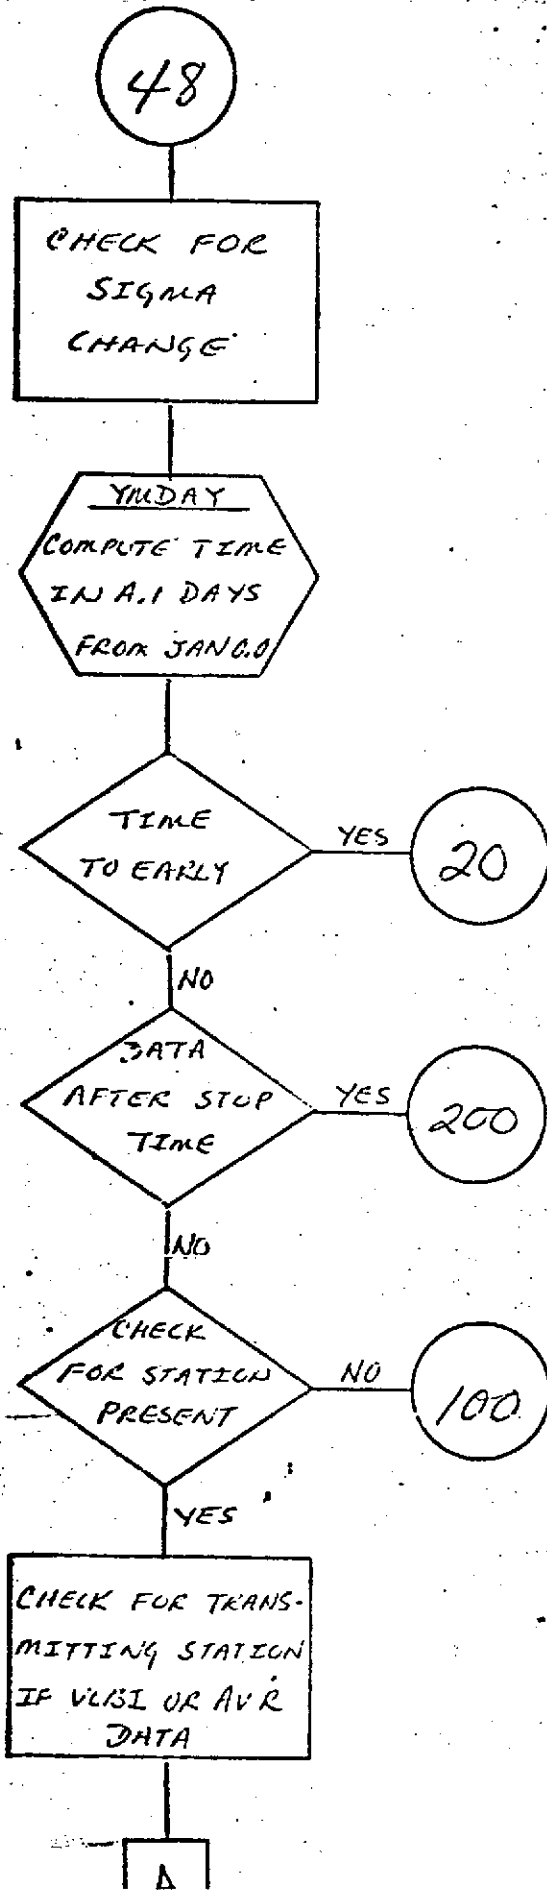 48
CHECK FOR
SIGMA
CHANGE
YMDAY
COMPUTE TIME
IN A.1 DAYS
FROM JAN 0.0
TIME
TO EARLY
YES
20
NO
DATA
AFTER STOP
TIME
YES
200
NO
CHECK
FOR STATION
PRESENT
NO
100
YES
CHECK FOR TRANS-
MITTING STATION
IF VLBI OR AVR
DATA
A